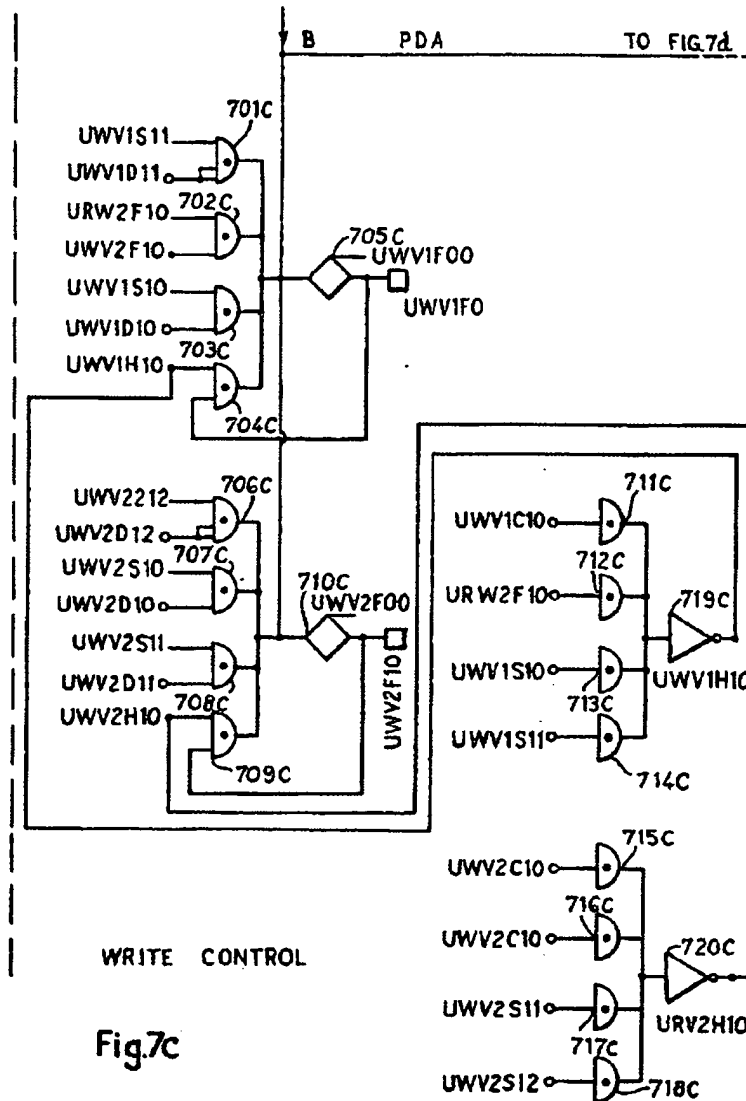 B PDA TO FIG.7d
701C
UWV1S11
UWV1D11
702C
URW2F10
UWV2F10
705C
UWV1F00
UWV1F0
UWV1S10
UWV1D10
703C
UWV1H10
704C
706C
UWV2212
UWV2D12
707C
UWV2S10
UWV2D10
710C
UWV2F00
UWV2F10
UWV2S11
UWV2D11
708C
UWV2H10
709C
711C
UWV1C10
712C
URW2F10
719C
UWV1H10
UWV1S10
713C
UWV1S11
714C
715C
UWV2C10
716C
UWV2C10
720C
URV2H10
UWV2S11
717C
UWV2S12
718C
WRITE CONTROL
Fig.7c